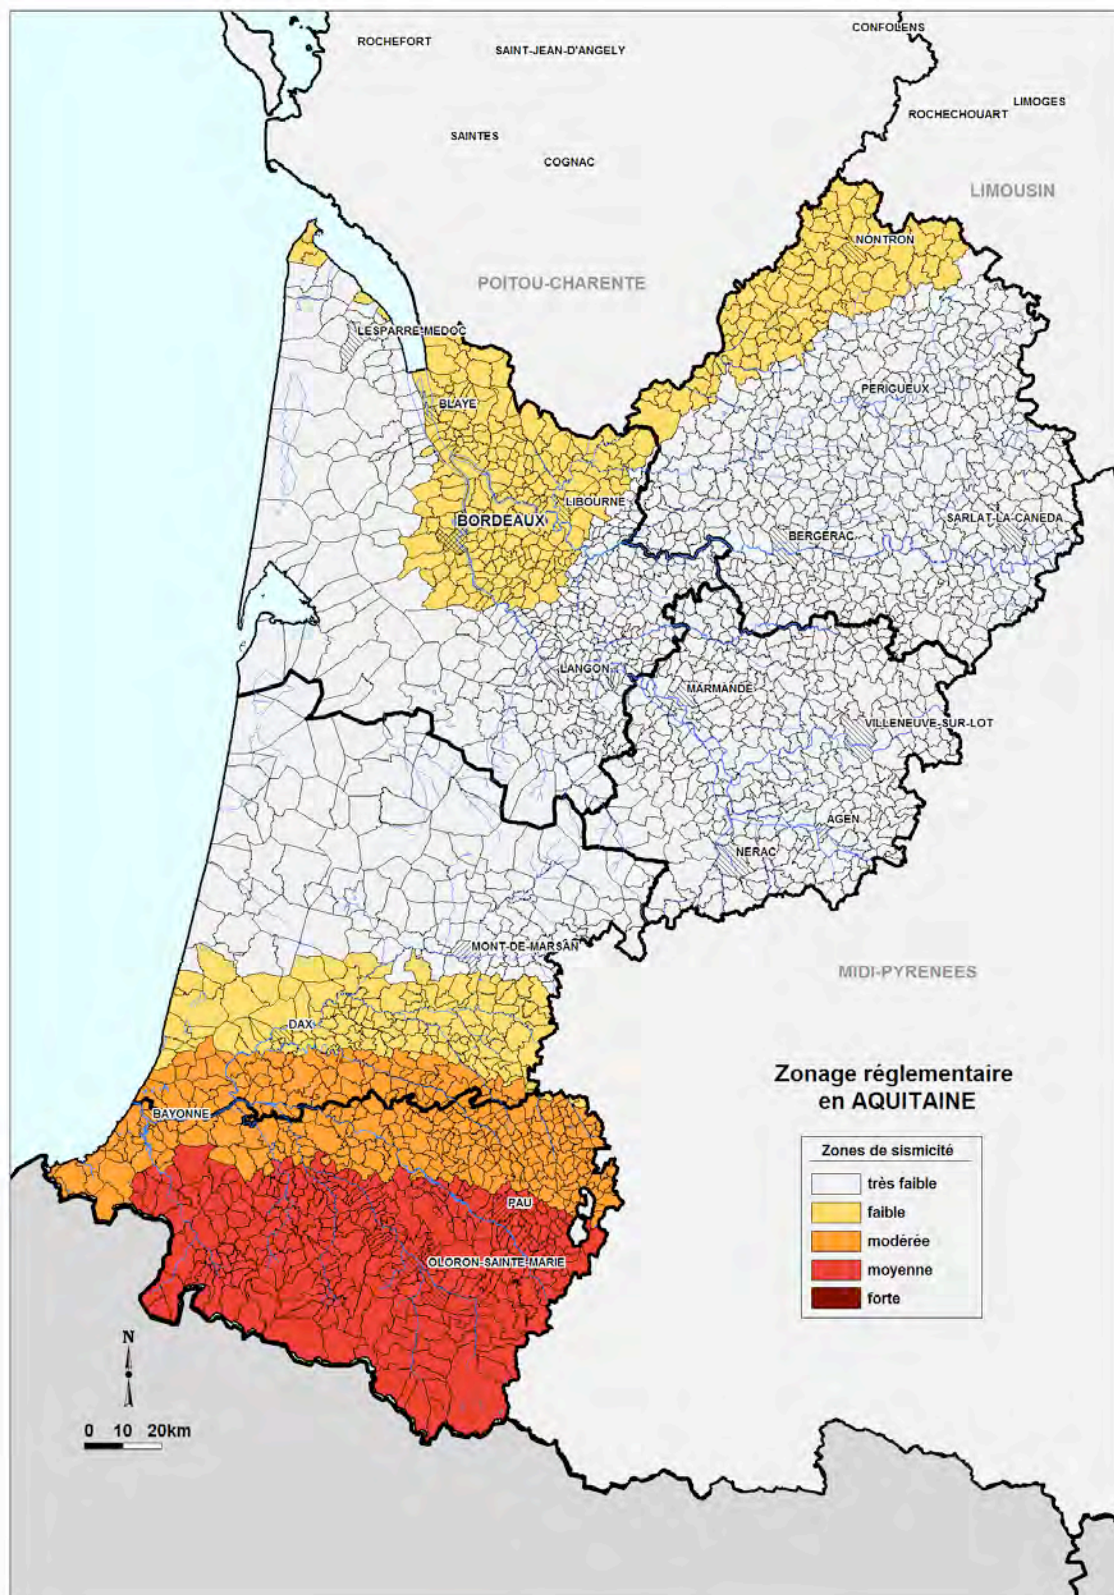 CONFOLENS
ROCHEFORT
SAINT-JEAN-D'ANGELY
LIMOGES
ROCHECHOUART
SAINTES
COGNAC
LIMOUSIN
NONTRON
POITOU-CHARENTE
LESPARRE-MEDOC
PERIGUEUX
BLAYE
LIBOURNE
BORDEAUX
SARLAT-LA-CANEDA
BERGERAC
LANGON
MARMANDE
VILLENEUVE-SUR-LOT
AGEN
NERAC
MONT-DE-MARSAN
MIDI-PYRENEES
DAX
BAYONNE
PAU
OLORON-SAINTE-MARIE
Zonage réglementaire
en AQUITAINE
Zones de sismicité
très faible
faible
modérée
moyenne
forte
N
0 10 20km